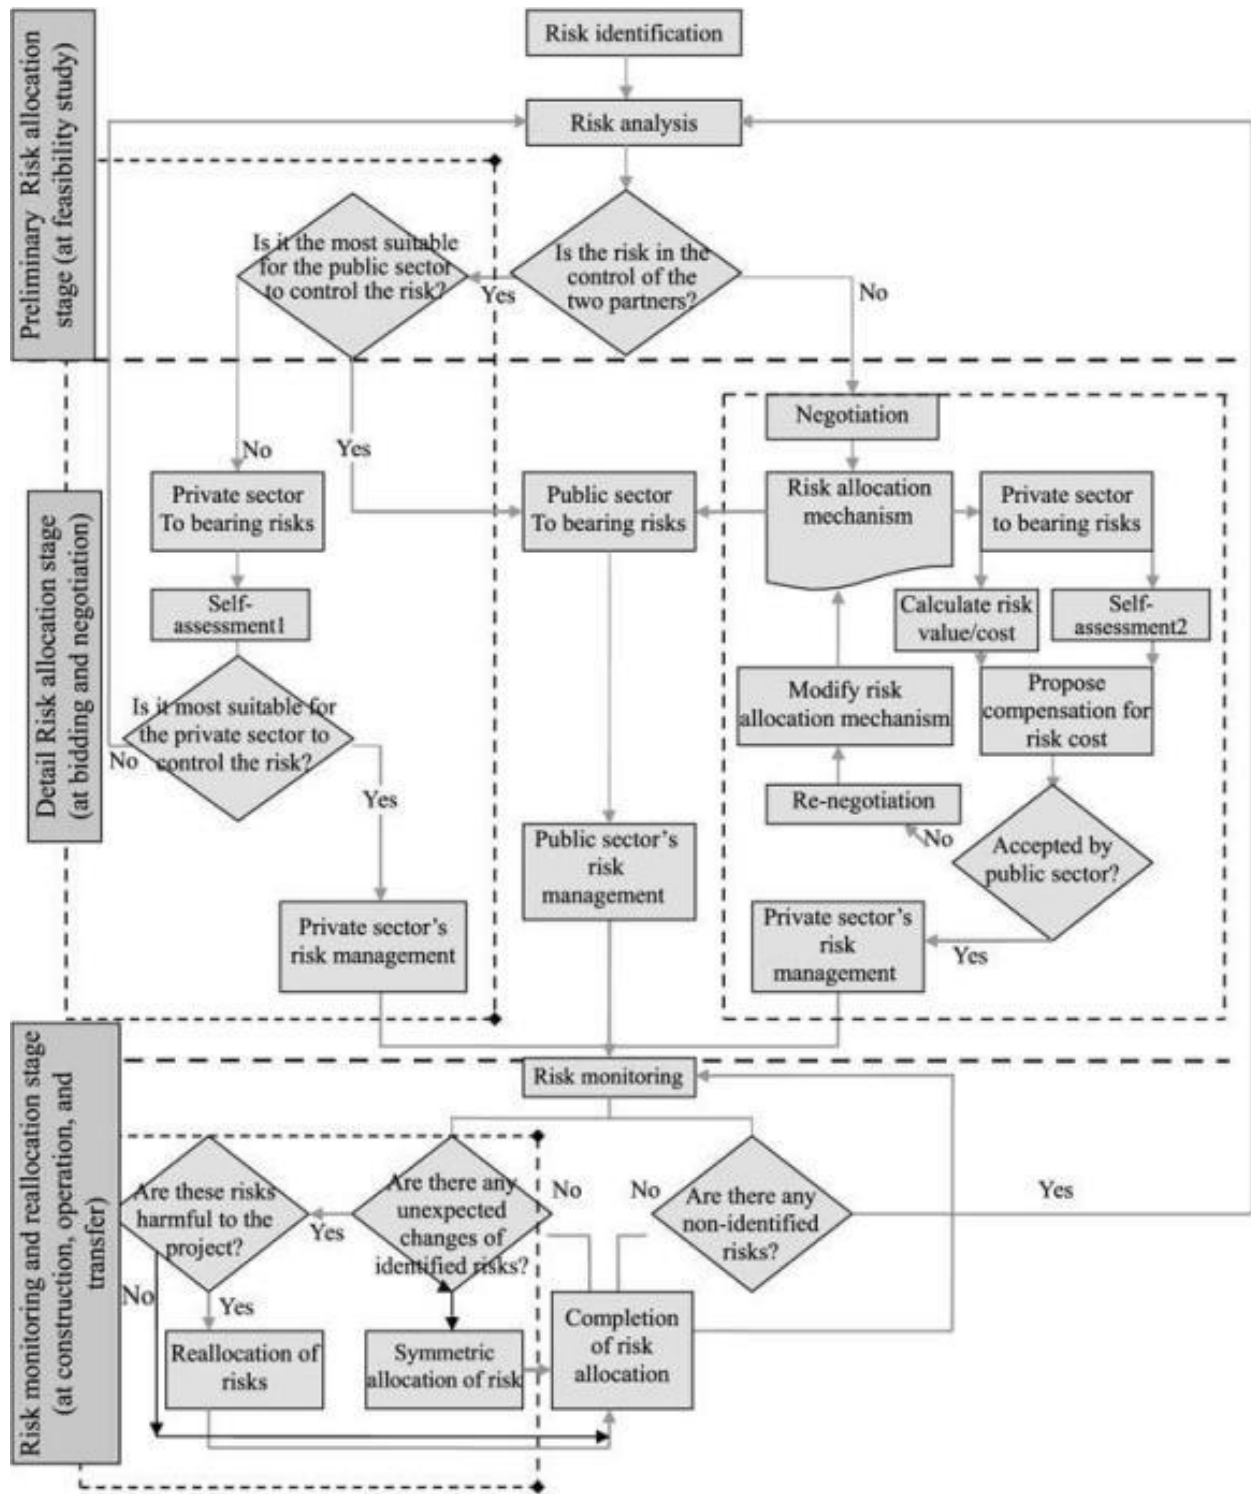 Preliminary Risk allocation
stage (at feasibility study)
Risk identification
Risk analysis
Is it the most suitable
for the public sector
to control the risk?
Yes
Is the risk in the
control of the
two partners?
No
Detail Risk allocation stage
(at bidding and negotiation)
No
Yes
Negotiation
Private sector
To bearing risks
Public sector
To bearing risks
Risk allocation
mechanism
Private sector
to bearing risks
Self-
assessment1
Calculate risk
value/cost
Self-
assessment2
Is it most suitable for
the private sector to
control the risk?
No
Yes
Modify risk
allocation mechanism
Propose
compensation for
risk cost
Re-negotiation
No
Accepted by
public sector?
Public sector's
risk
management
Private sector's
risk management
Private sector's
risk
management
Yes
Risk monitoring and reallocation stage
(at construction, operation, and
transfer)
Risk monitoring
Are these risks
harmful to the
project?
Yes
Are there any
unexpected
changes of
identified risks?
No
No
Are there any
non-identified
risks?
Yes
No
Yes
Reallocation of
risks
Symmetric
allocation of risk
Completion
of risk
allocation